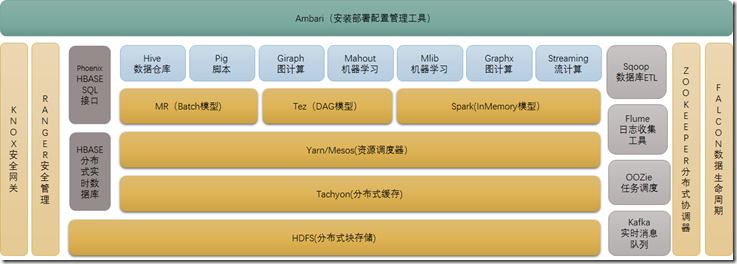 Ambari（安装部署配置管理工具）
KNOX安全网关
RANGER安全管理
Phoenix
HBASE
SQL
接口
HBASE
分布
式实时
数据库
Hive
数据仓库
Pig
脚本
Giraph
图计算
Mahout
机器学习
Mlib
机器学习
Graphx
图计算
Streaming
流计算
MR（Batch模型）
Tez（DAG模型）
Spark(InMemory模型）
Yarn/Mesos(资源调度器）
Tachyon(分布式缓存)
HDFS(分布式块存储）
Sqoop
数据库ETL
Flume
日志收集
工具
OOZie
任务调度
Kafka
实时消息
队列
ZOOKEEPER分布式协调器
FALCON数据生命周期